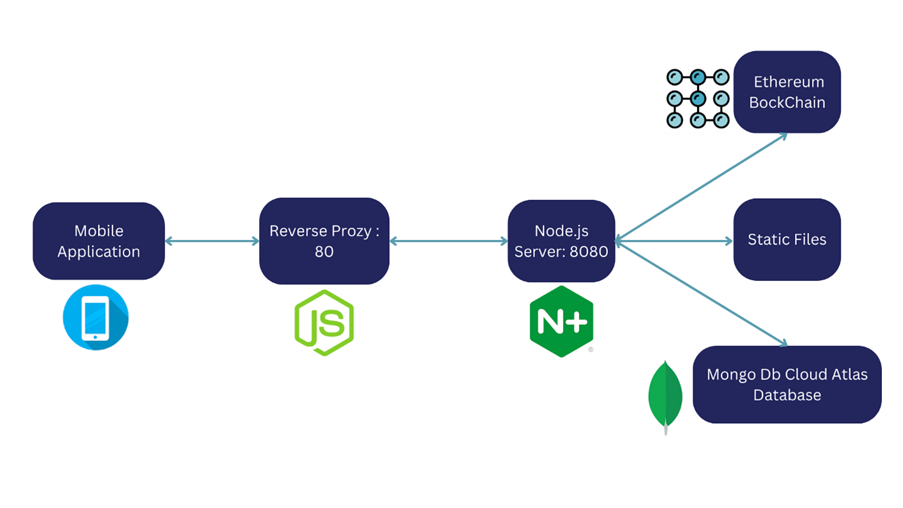 Ethereum
BockChain
Mobile
Application
Reverse Prozy :
80
Node.js
Server: 8080
Static Files
JS
N+
Mongo Db Cloud Atlas
Database